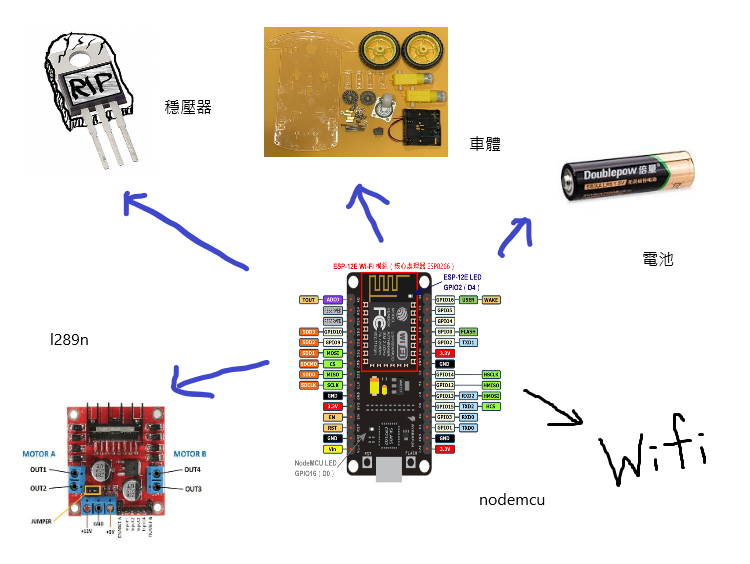 RIP
穩壓器
車體
Doublepow 倍量
電池
l289n
ESP-12E Wi-Fi 模組 ( 核心處理器 ESP8266 )
ESP-12E LED
GPIO2 ( D4 )
TOUT ADC0
GPIO10
SDD2 GPIO9
SDD1 MOSI
SDCMD CS
SDD0 MISO
SDCLK SCLK
GND
3.3V
EN
RST
GND
Vin
WiFi
GPIO16 USER WAKE
GPIO5
GPIO4
GPIO0 FLASH
GPIO2 TXD1
3.3V
GND
GPIO14 HSCLK
GPIO12 HMISO
GPIO13 RXD2 HMOSI
GPIO15 TXD2 HCS
GPIO3 RXD0
GPIO1 TXD0
GND
3.3V
NodeMCU LED
GPIO16 ( D0 )
RST
FLASH
nodemcu
Wifi
MOTOR A
MOTOR B
OUT1
OUT2
OUT4
OUT3
JUMPER
+12V
GND
+5V